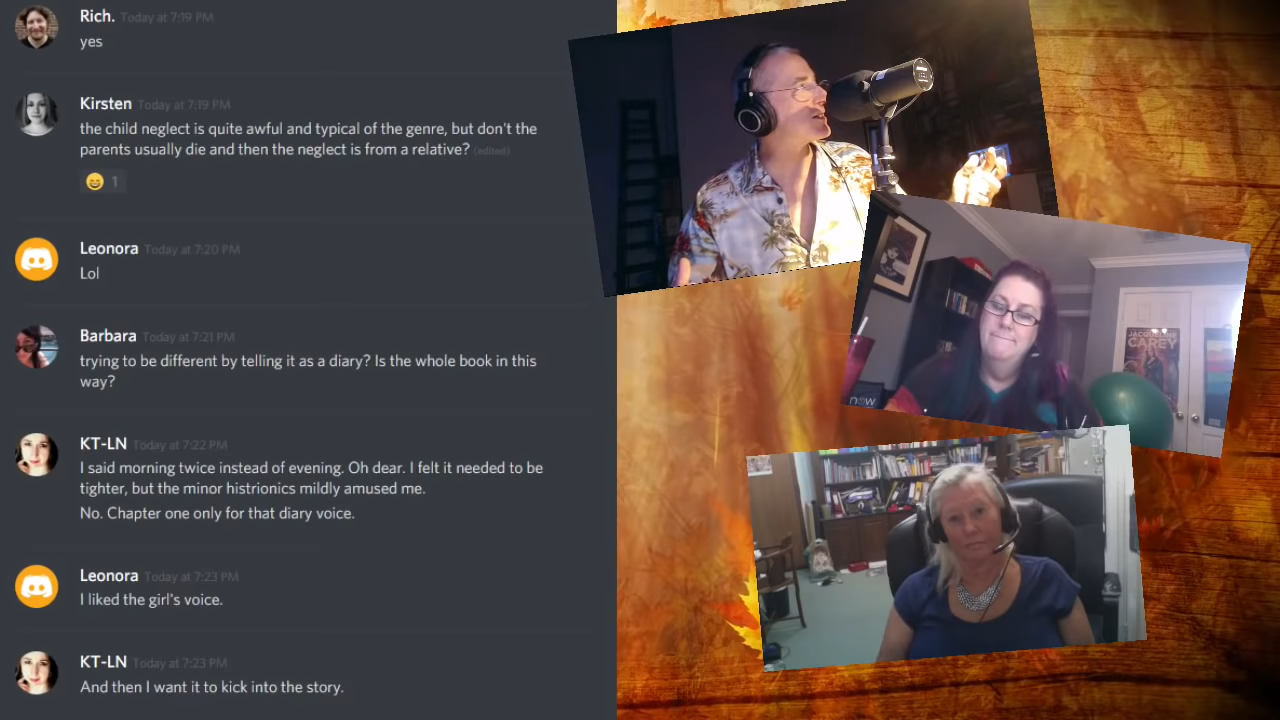 Rich. Today at 7:19 PM
yes
Kirsten Today at 7:19 PM
the child neglect is quite awful and typical of the genre, but don't the
parents usually die and then the neglect is from a relative? (edited)
1
Leonora Today at 7:20 PM
Lol
Barbara Today at 7:21 PM
trying to be different by telling it as a diary? Is the whole book in this
way?
KT-LN Today at 7:22 PM
I said morning twice instead of evening. Oh dear. I felt it needed to be
tighter, but the minor histrionics mildly amused me.
No. Chapter one only for that diary voice.
Leonora Today at 7:23 PM
I liked the girl's voice.
KT-LN Today at 7:23 PM
And then I want it to kick into the story.
JACQUELINE
CAREY
now